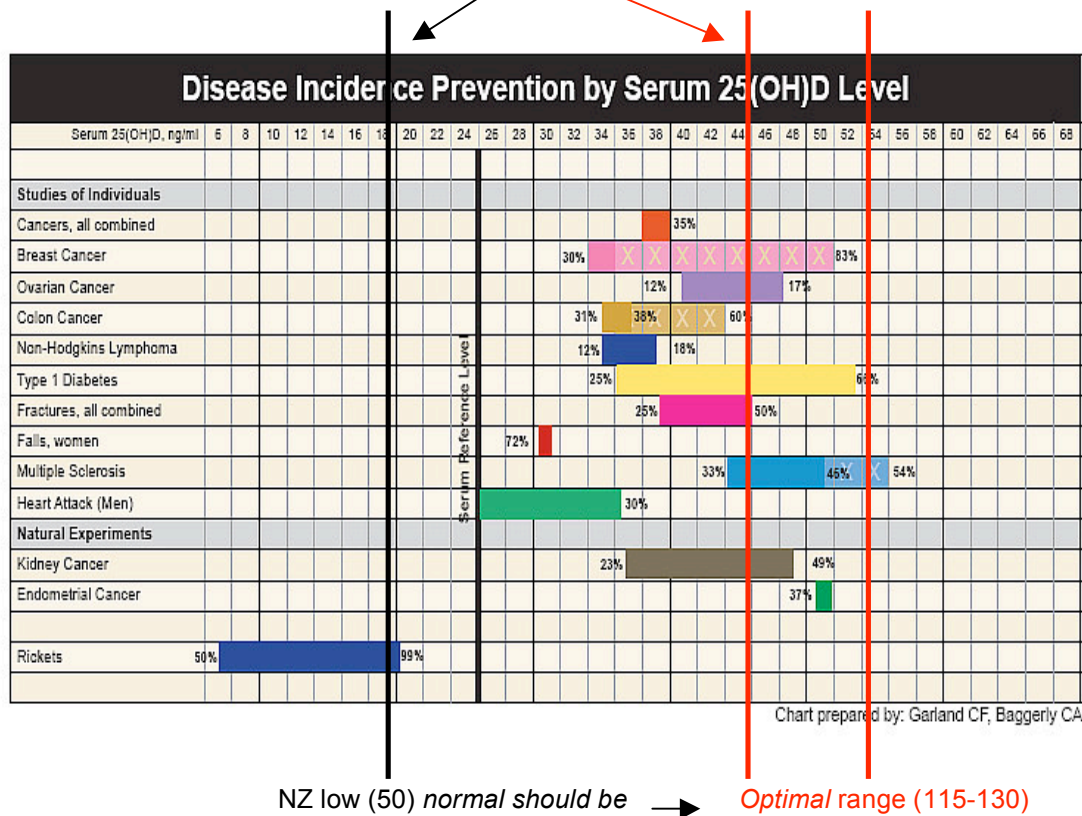 Disease Incidence Prevention by Serum 25(OH)D Level
Serum 25(OH)D, ng/ml 6 8 10 12 14 16 18 20 22 24 26 28 30 32 34 36 38 40 42 44 46 48 50 52 54 56 58 60 62 64 66 68
Studies of Individuals
Cancers, all combined 35%
Breast Cancer 30% X X X X X X X X 83%
Ovarian Cancer 12% 17%
Colon Cancer 31% 38% X X X 60%
Non-Hodgkins Lymphoma 12% 18%
Type 1 Diabetes 25% 66%
Fractures, all combined 25% 50%
Falls, women 72%
Multiple Sclerosis 33% 46% X X 54%
Heart Attack (Men) 30%
Serum Reference Level
Natural Experiments
Kidney Cancer 23% 49%
Endometrial Cancer 37%
Rickets 50% 99%
Chart prepared by: Garland CF, Baggerly CA
NZ low (50) normal should be Optimal range (115-130)